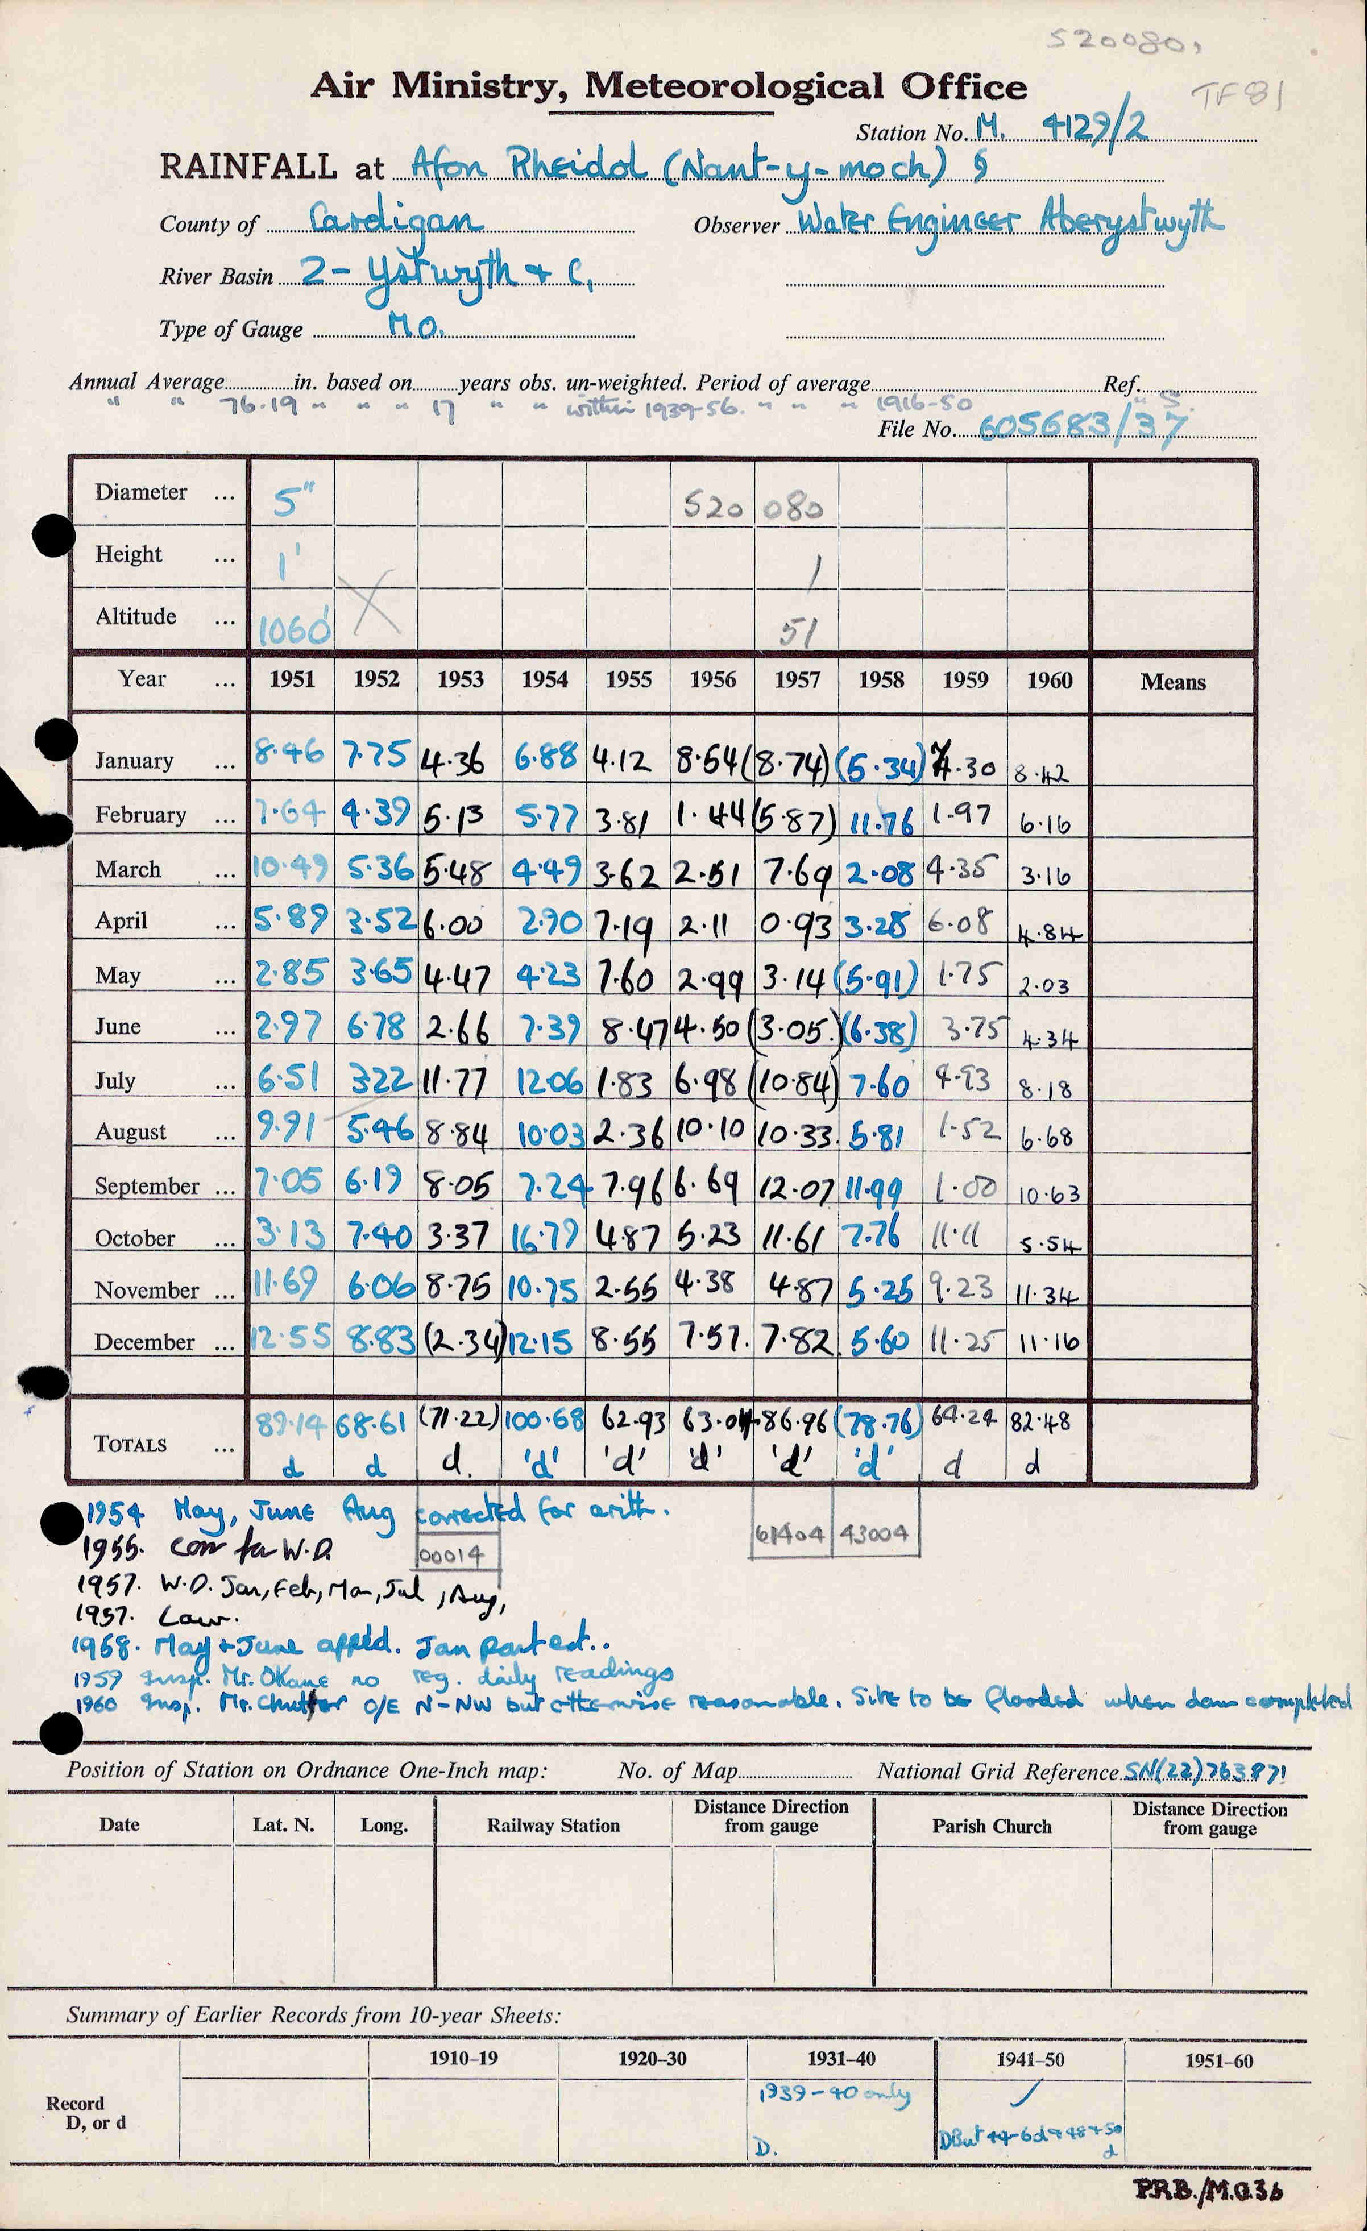 520080,
Air Ministry, Meteorological Office
TF81
Station No. M. 4129/2
RAINFALL at Afon Rheidol (Nant-y-moch) §
County of Cardigan Observer Water Engineer Aberystwyth
River Basin 2- Ystwyth & C,
Type of Gauge M.O.
Annual Average in. based on years obs. un-weighted. Period of average Ref.
" " 76.19 " " " 17 " " within 1939-56. " " " 1916-50 " S.
File No. 605683/37
Diameter ... 5" 520 080
Height ... 1' 1
Altitude ... 1060' 51
Year ... 1951 1952 1953 1954 1955 1956 1957 1958 1959 1960 Means
January ... 8.46 7.75 4.36 6.88 4.12 8.54 (8.74) (5.34) 7.30 8.42
February ... 7.64 4.39 5.13 5.77 3.81 1.44 (5.87) 11.76 1.97 6.16
March ... 10.49 5.36 5.48 4.49 3.62 2.51 7.69 2.08 4.35 3.16
April ... 5.89 3.52 6.00 2.90 7.19 2.11 0.93 3.28 6.08 4.84
May ... 2.85 3.65 4.47 4.23 7.60 2.99 3.14 (5.91) 1.75 2.03
June ... 2.97 6.78 2.66 7.39 8.47 4.50 (3.05) (6.38) 3.75 4.34
July ... 6.51 3.22 11.77 12.06 1.83 6.98 (10.84) 7.60 4.93 8.18
August ... 9.91 5.46 8.84 10.03 2.36 10.10 10.33. 5.81 1.52 6.68
September ... 7.05 6.19 8.05 7.24 7.96 6.69 12.07 11.99 1.00 10.63
October ... 3.13 7.40 3.37 16.79 4.87 5.23 11.61 7.76 11.11 5.54
November ... 11.69 6.06 8.75 10.75 2.55 4.38 4.87 5.25 9.23 11.34
December ... 12.55 8.83 (2.34) 12.15 8.55 7.57. 7.82 5.60 11.25 11.16
TOTALS ... 89.14 68.61 (71.22) 100.68 62.93 63.04 86.96 (78.76) 64.24 82.48
d d d. 'd' 'd' 'd' 'd' 'd' d d
1954 May, June Aug corrected for arith.
61404 43004
1955. corr for W.D.
00014
1957. W.D. Jan, Feb, Mar, Jul, Aug,
1957. Law.
1958. May & June appld. Jan part est..
1959 Insp. Mr. O'Kane no reg. daily readings
1960 Insp. Mr. O/E N-NW but otherwise reasonable. Site to be flooded when dam completed
Position of Station on Ordnance One-Inch map: No. of Map National Grid Reference SN(22)763871
Date Lat. N. Long. Railway Station Distance Direction from gauge Parish Church Distance Direction from gauge
Summary of Earlier Records from 10-year Sheets:
1910–19 1920–30 1931–40 1941–50 1951–60
Record D, or d 1939-40 only ✓
D. D But 44-6d & 48 & 50 d
P.R.B./M.O.36